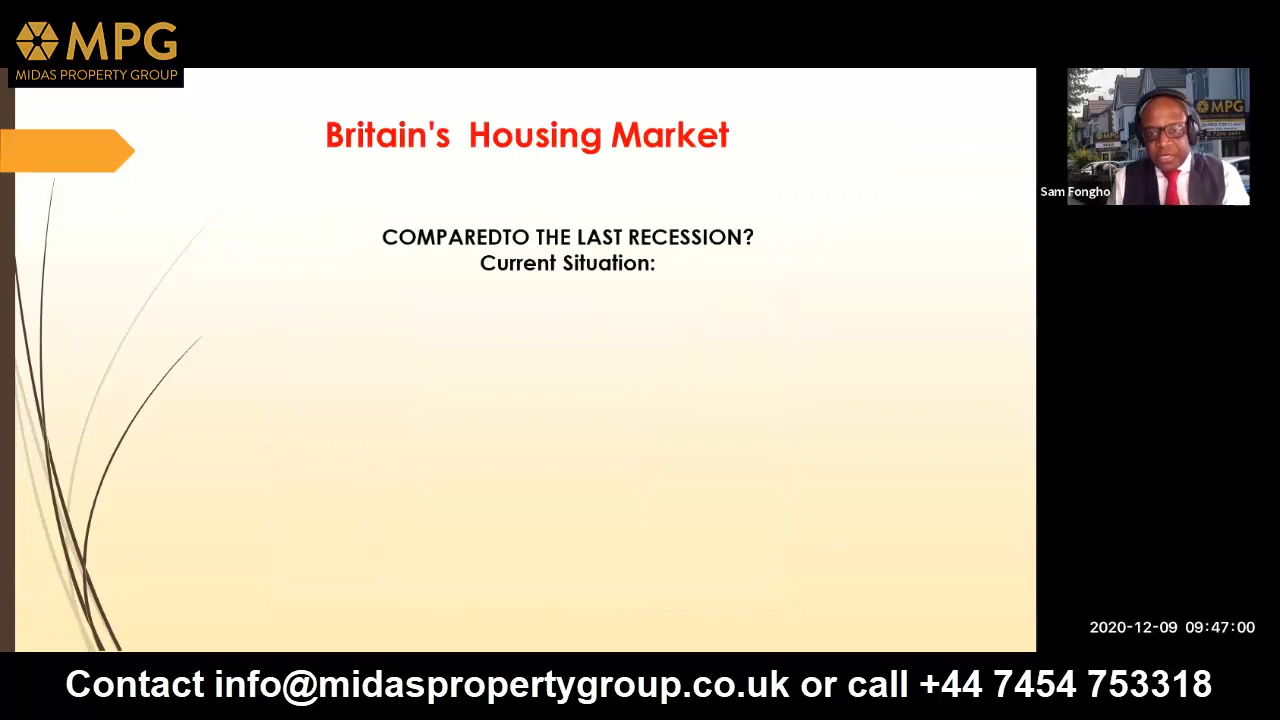 MPG
MIDAS PROPERTY GROUP
Britain's Housing Market
COMPAREDTO THE LAST RECESSION?
Current Situation:
MPG
MPG
Sam Fongho
2020-12-09 09:47:00
Contact info@midaspropertygroup.co.uk or call +44 7454 753318